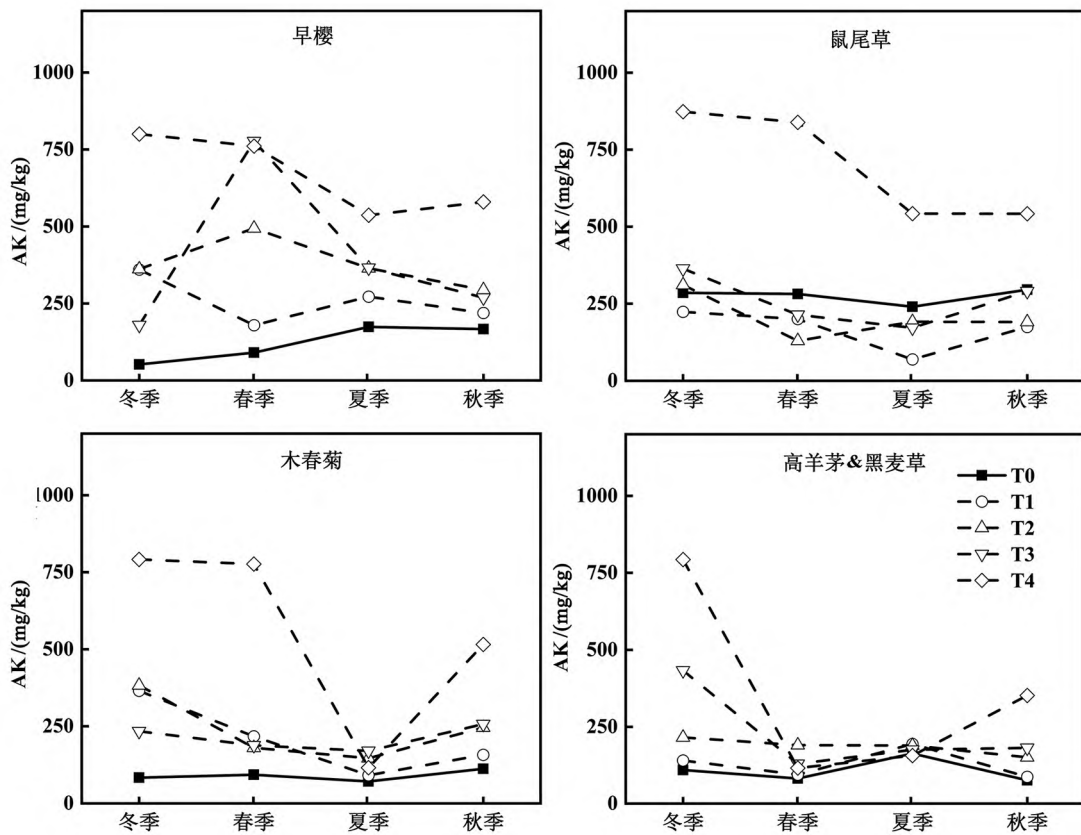 早樱
1000
750
500
250
0
AK/(mg/kg)
冬季 春季 夏季 秋季
鼠尾草
1000
750
500
250
0
AK/(mg/kg)
冬季 春季 夏季 秋季
木春菊
1000
750
500
250
0
AK/(mg/kg)
冬季 春季 夏季 秋季
高羊茅&黑麦草
1000
750
500
250
0
AK/(mg/kg)
冬季 春季 夏季 秋季
T0
T1
T2
T3
T4